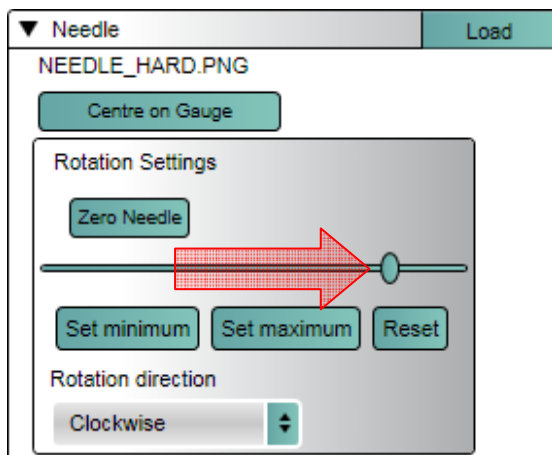 Needle Load
NEEDLE_HARD.PNG
Centre on Gauge
Rotation Settings
Zero Needle
Set minimum Set maximum Reset
Rotation direction
Clockwise